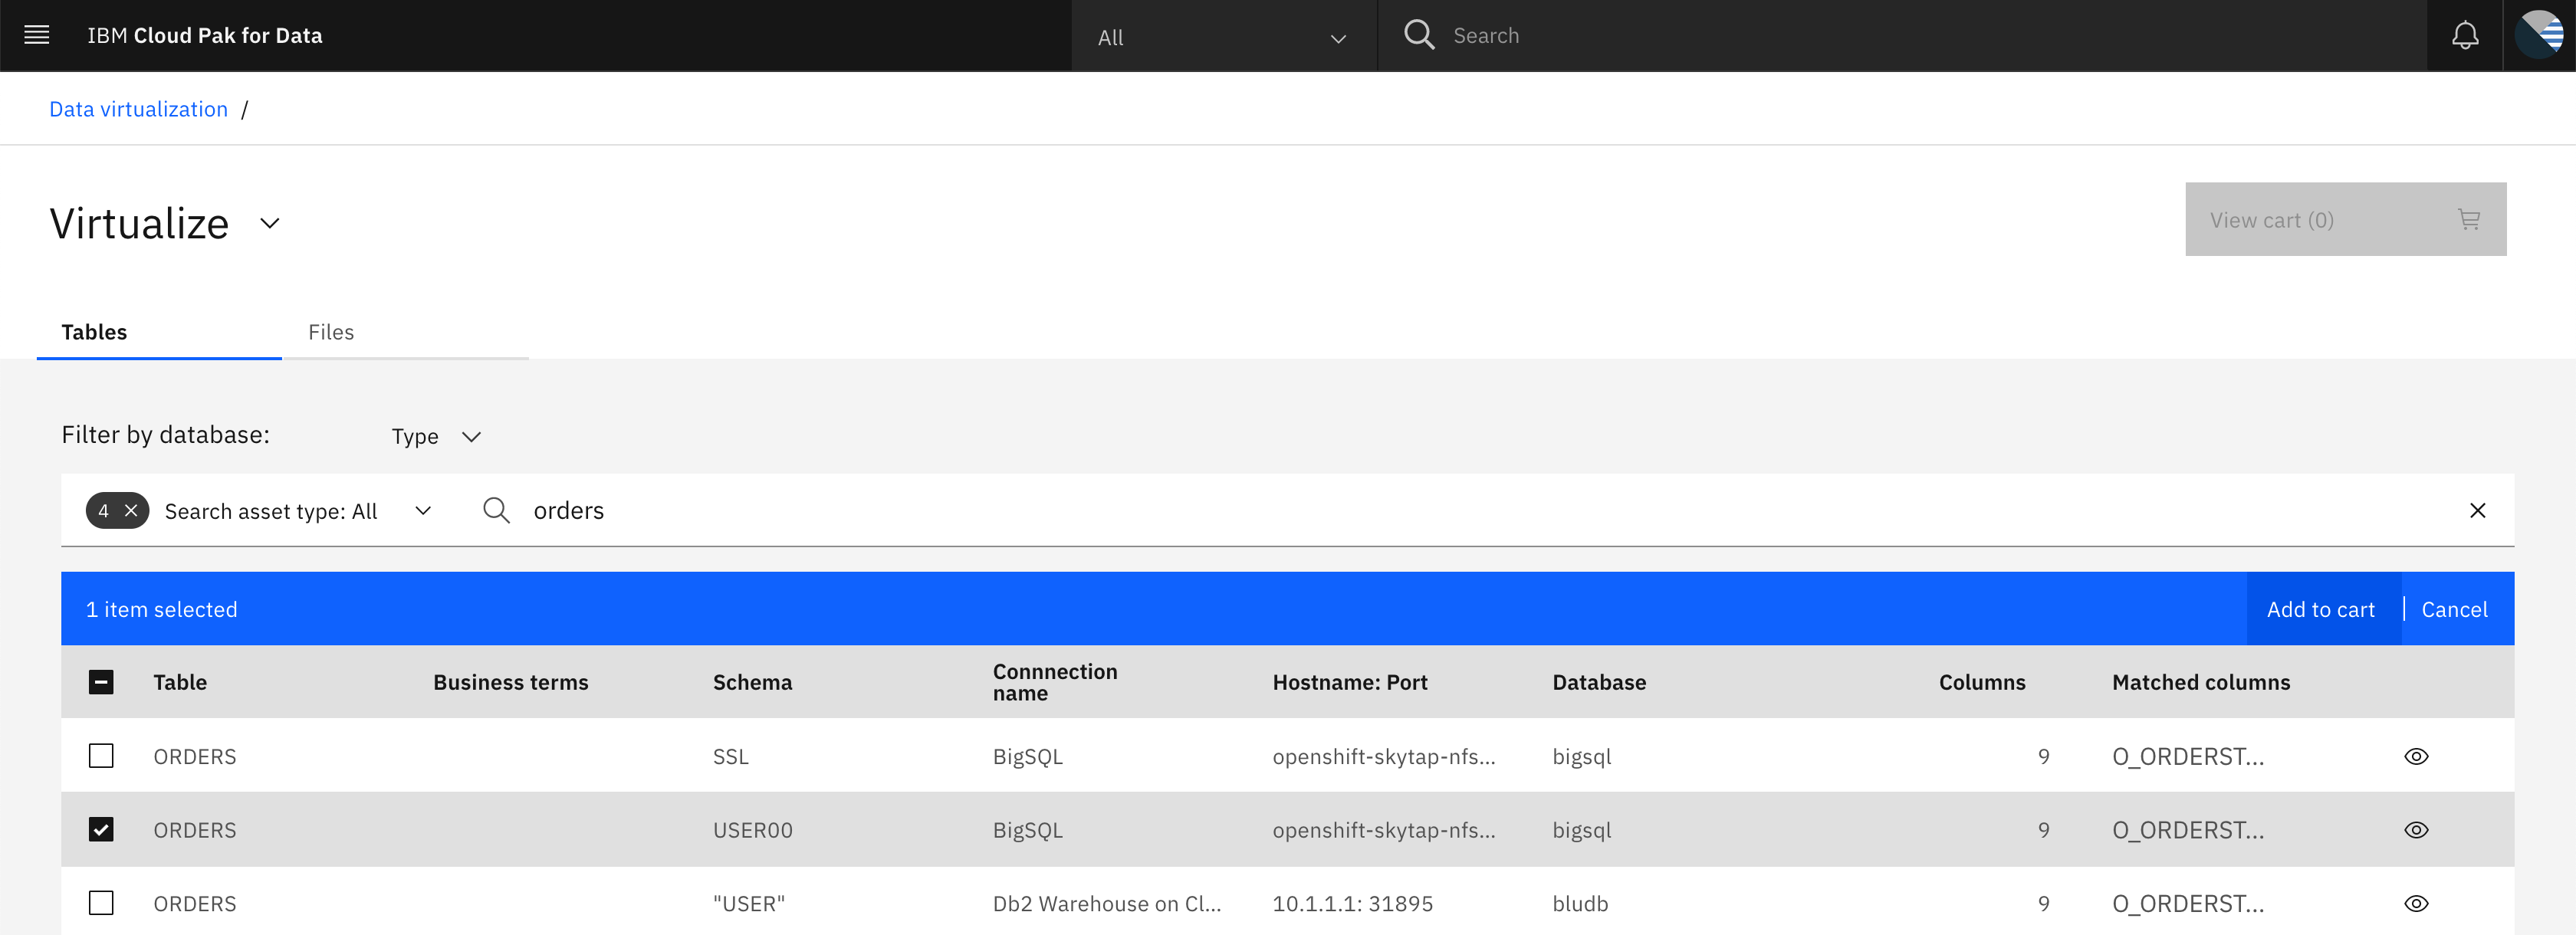 IBM Cloud Pak for Data
All
Search
Data virtualization /
Virtualize
View cart (0)
Tables
Files
Filter by database:
Type
4
Search asset type: All
orders
1 item selected
Add to cart | Cancel
Table
Business terms
Schema
Connnection
name
Hostname: Port
Database
Columns
Matched columns
ORDERS SSL BigSQL openshift-skytap-nfs... bigsql 9 O_ORDERST...
ORDERS USER00 BigSQL openshift-skytap-nfs... bigsql 9 O_ORDERST...
ORDERS "USER" Db2 Warehouse on Cl... 10.1.1.1: 31895 bludb 9 O_ORDERST...